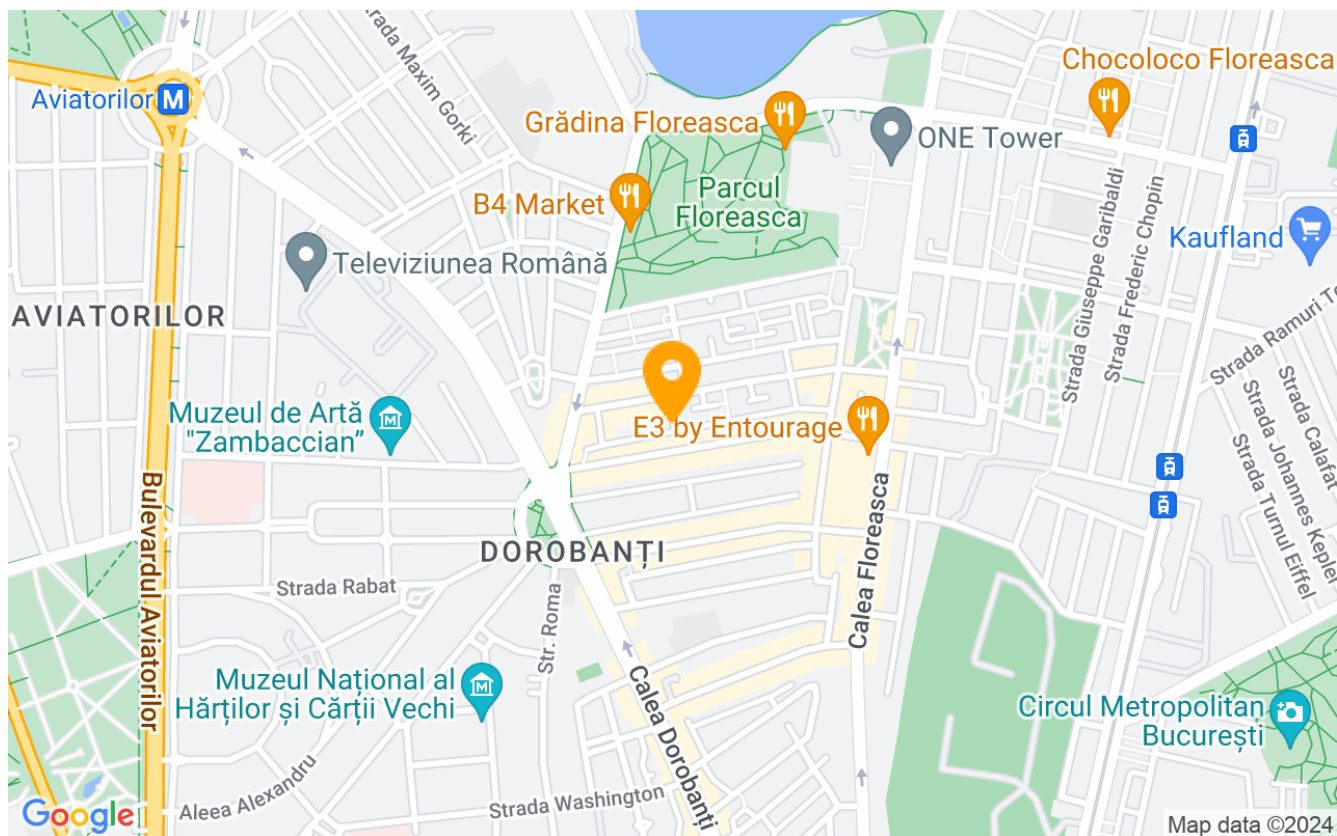 Strada Maxim Gorki
Chocoloco Floreasca
Aviatorilor
M
Grădina Floreasca
ONE Tower
Parcul
Floreasca
B4 Market
Strada Giuseppe Garibaldi
Strada Frederic Chopin
Kaufland
Televiziunea Română
AVIATORILOR
Strada Ramuri To
Muzeul de Artă
"Zambaccian”
E3 by Entourage
Strada Calafat
Strada Johannes Kepler
Strada Turnul Eiffel
Bulevardul Aviatorilor
DOROBANȚI
Calea Floreasca
Strada Rabat
Str. Roma
Muzeul Național al
Hărților și Cărții Vechi
Calea Dorobanți
Circul Metropolitan
București
Aleea Alexandru
Strada Washington
Google
Map data ©2024